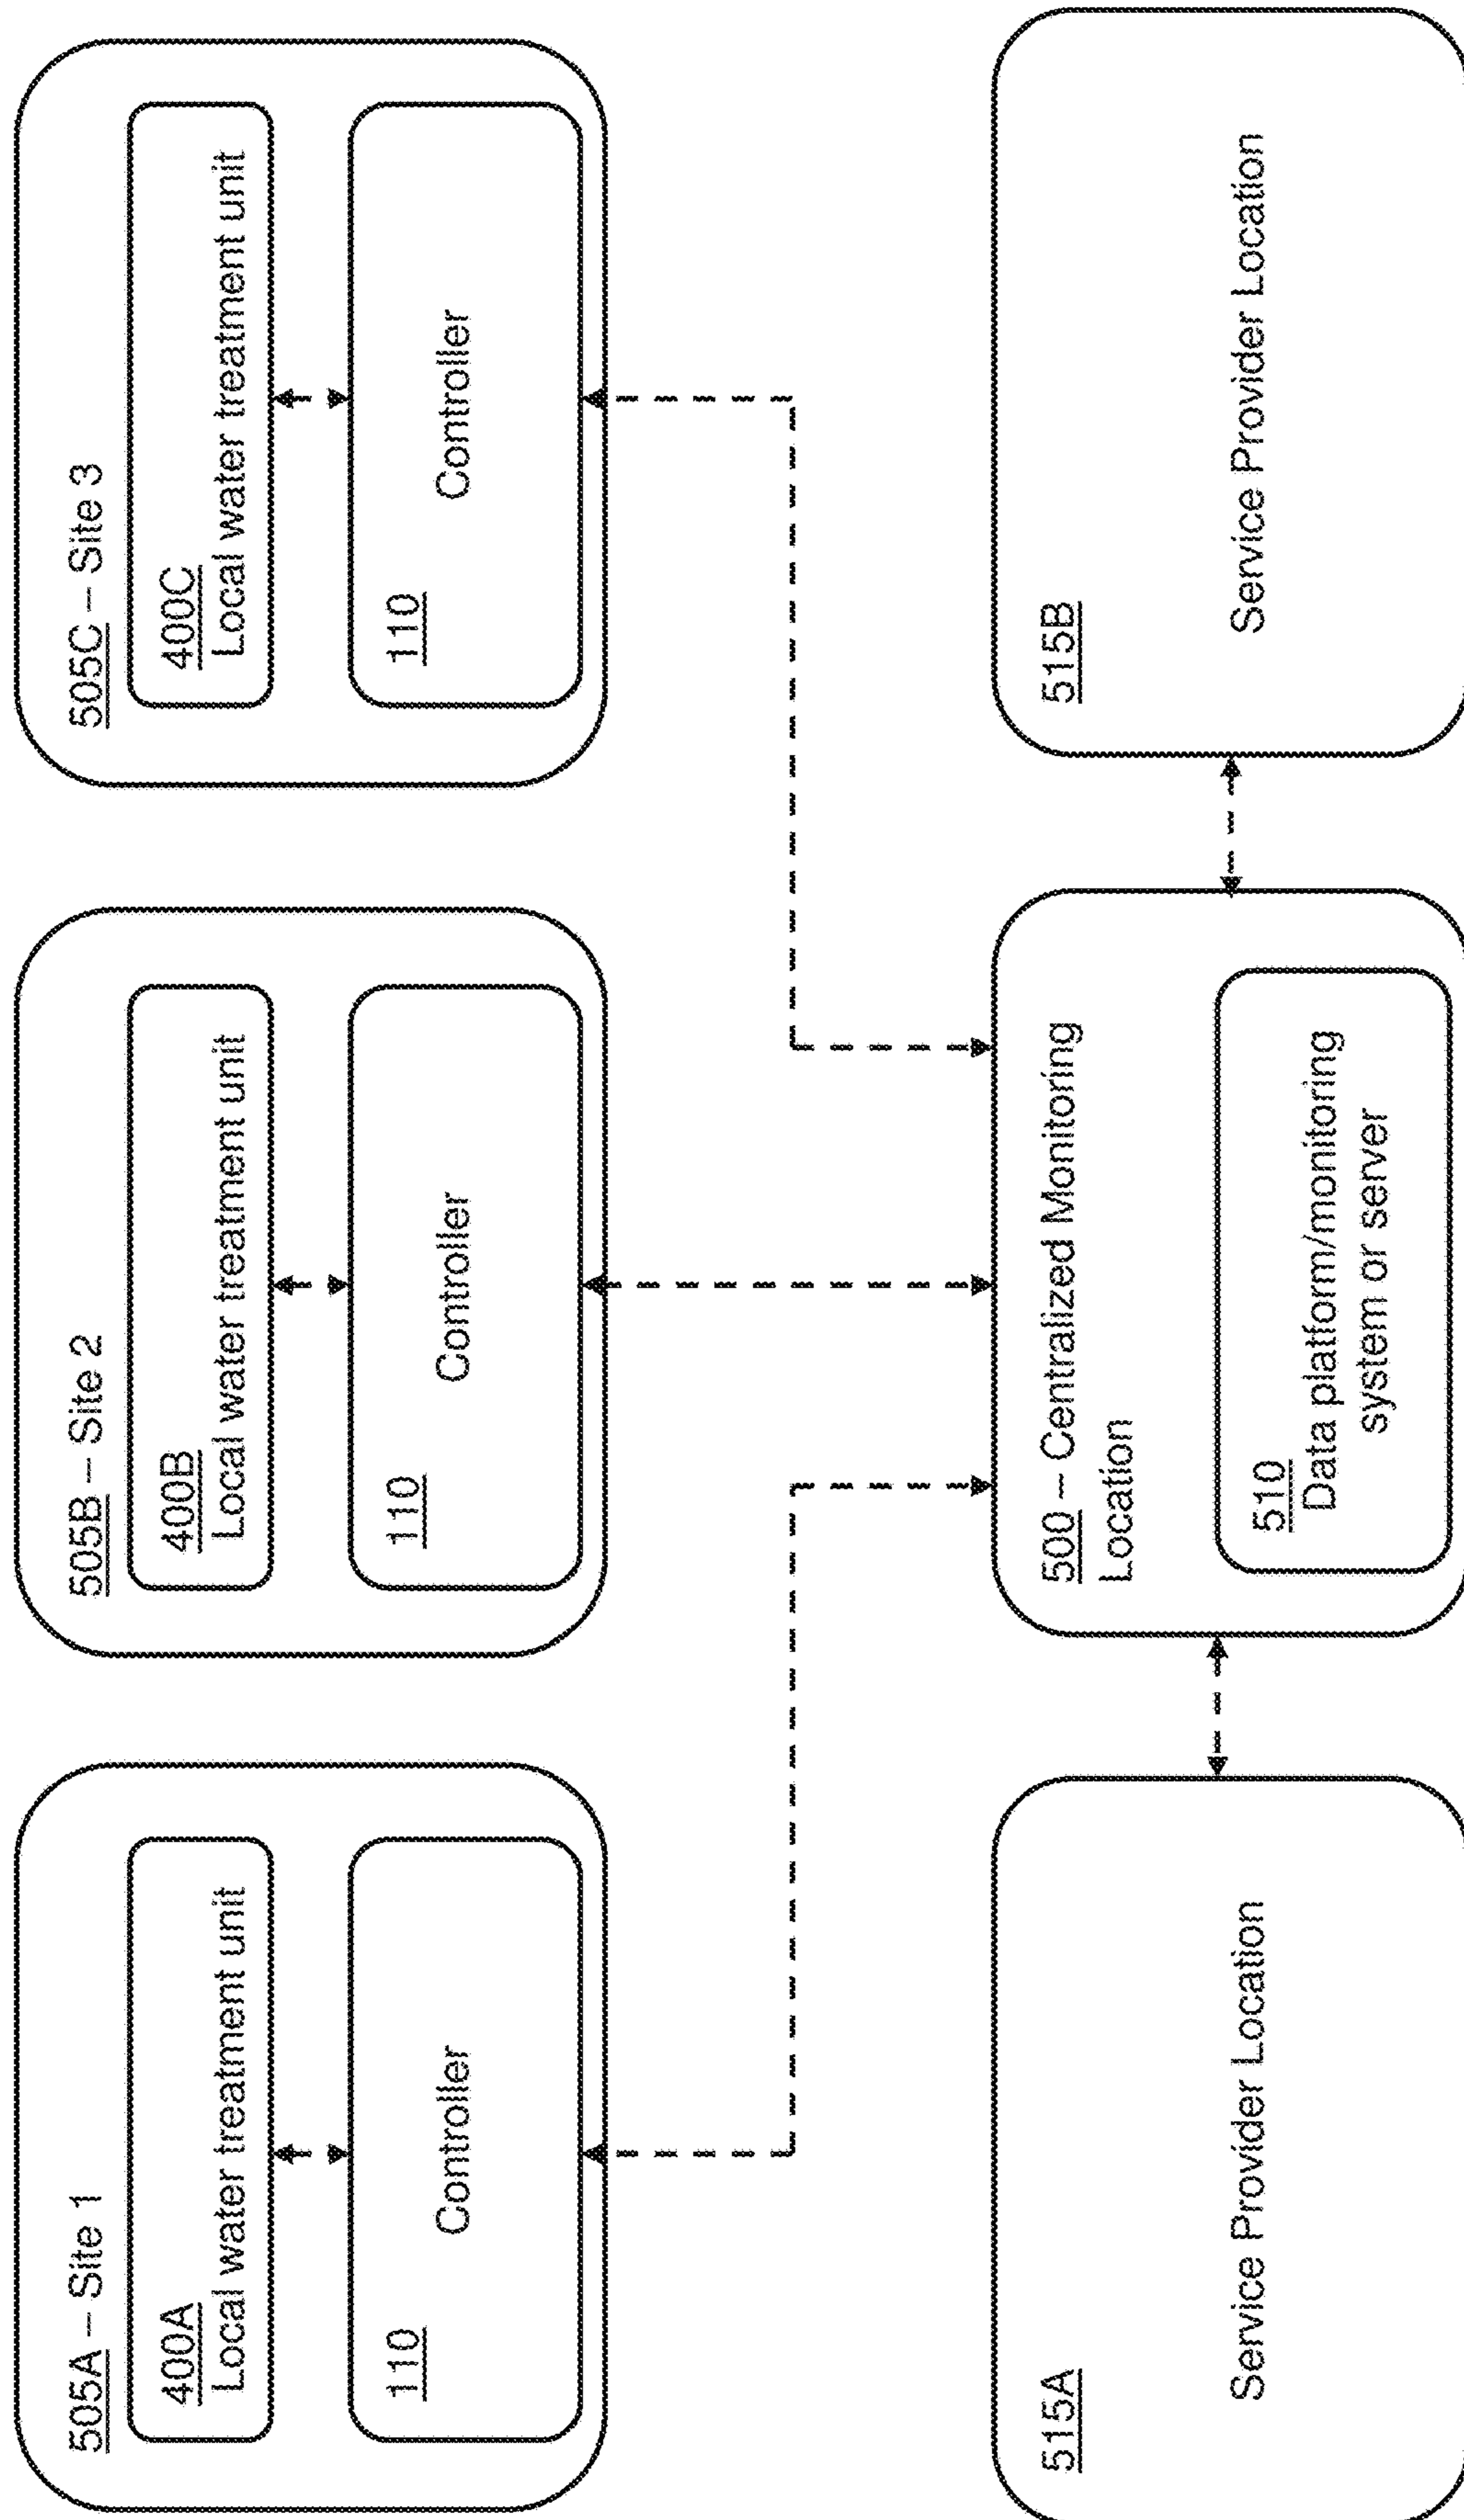 505A – Site 1
400A
Local water treatment unit
110
Controller
505B – Site 2
400B
Local water treatment unit
110
Controller
505C – Site 3
400C
Local water treatment unit
110
Controller
515A
Service Provider Location
500 – Centralized Monitoring
Location
510
Data platform/monitoring
system or server
515B
Service Provider Location